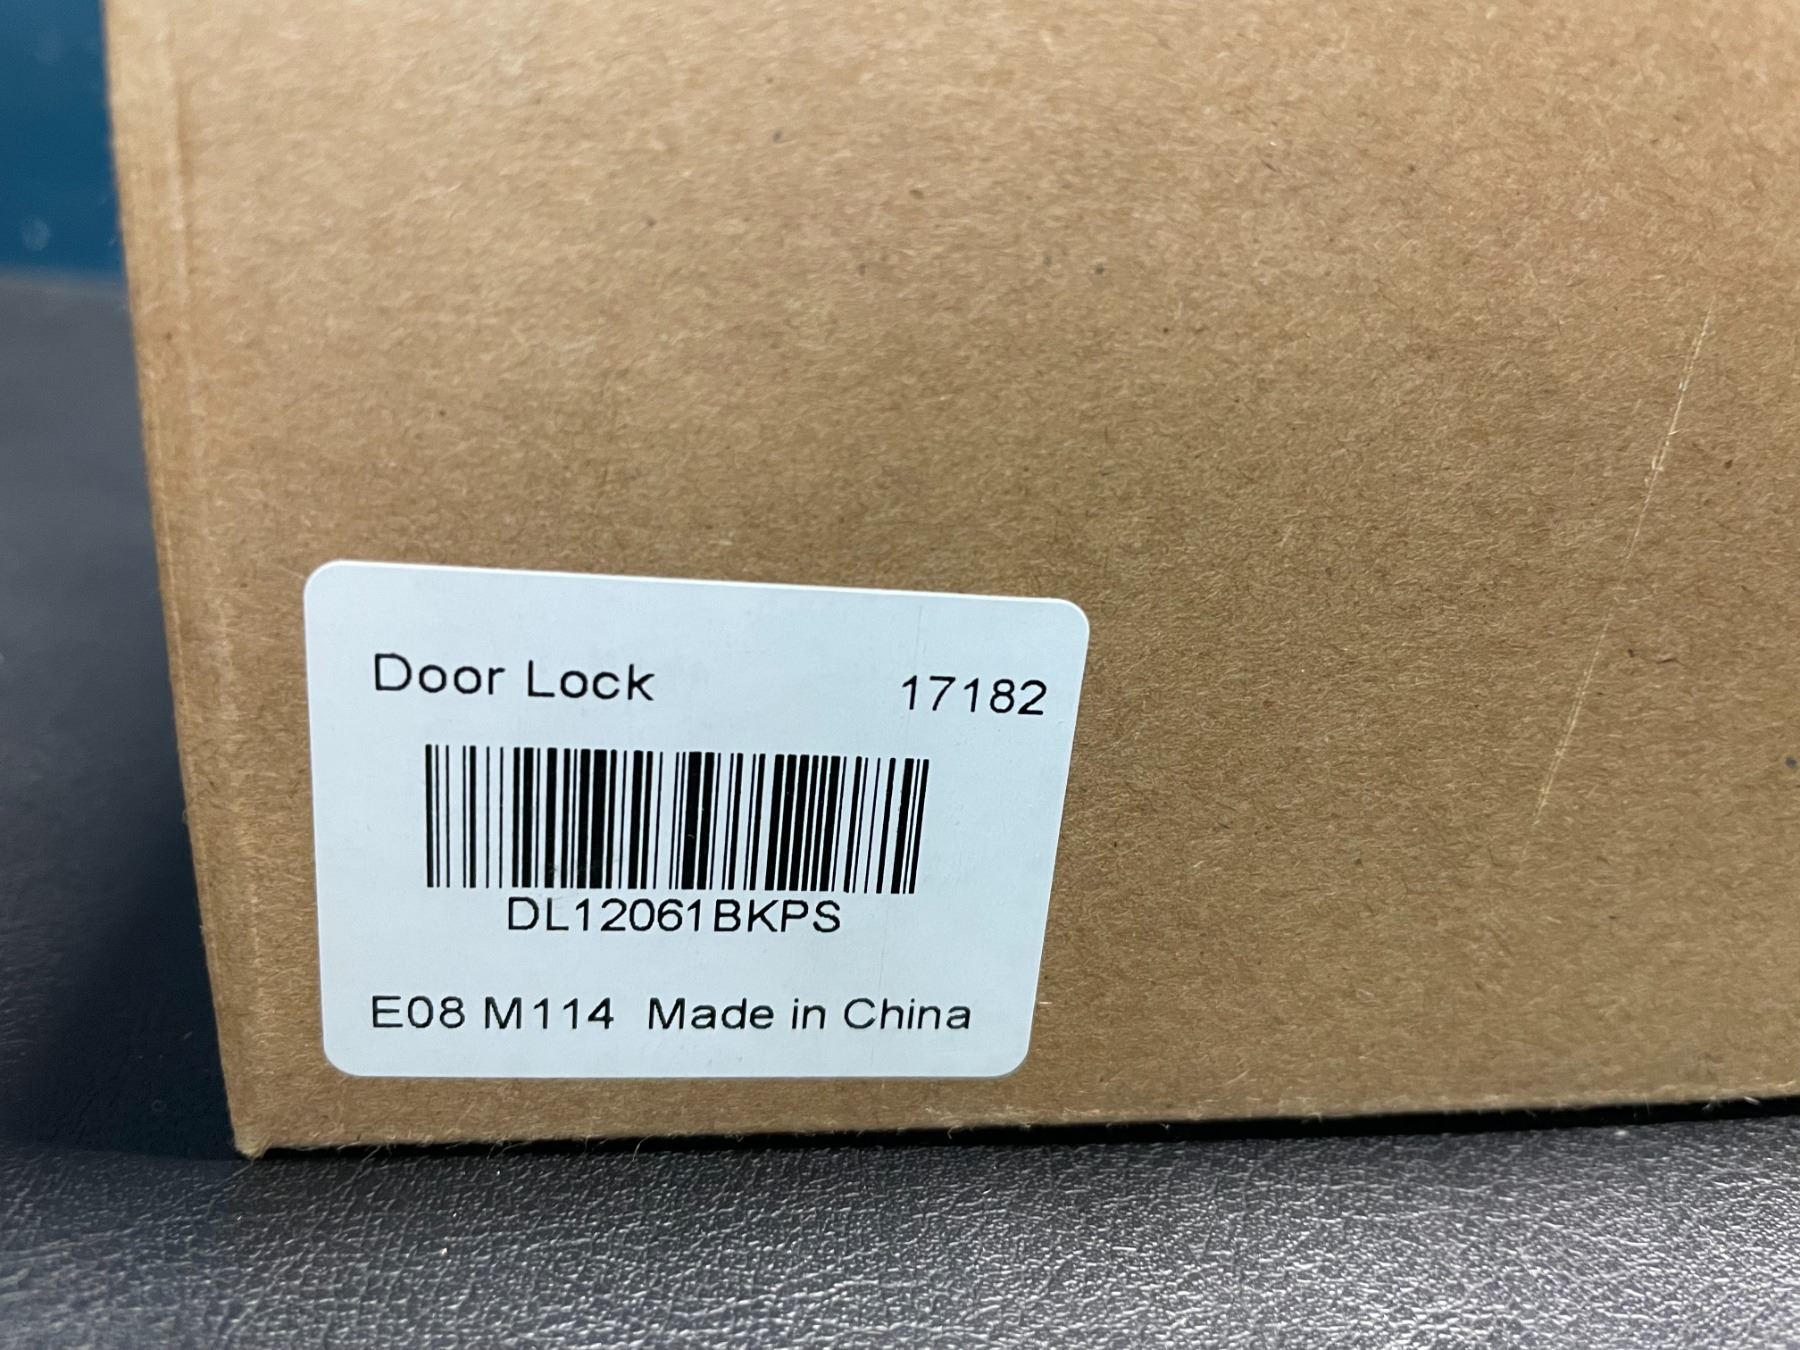 Door Lock 17182
DL12061BKPS
E08 M114 Made in China